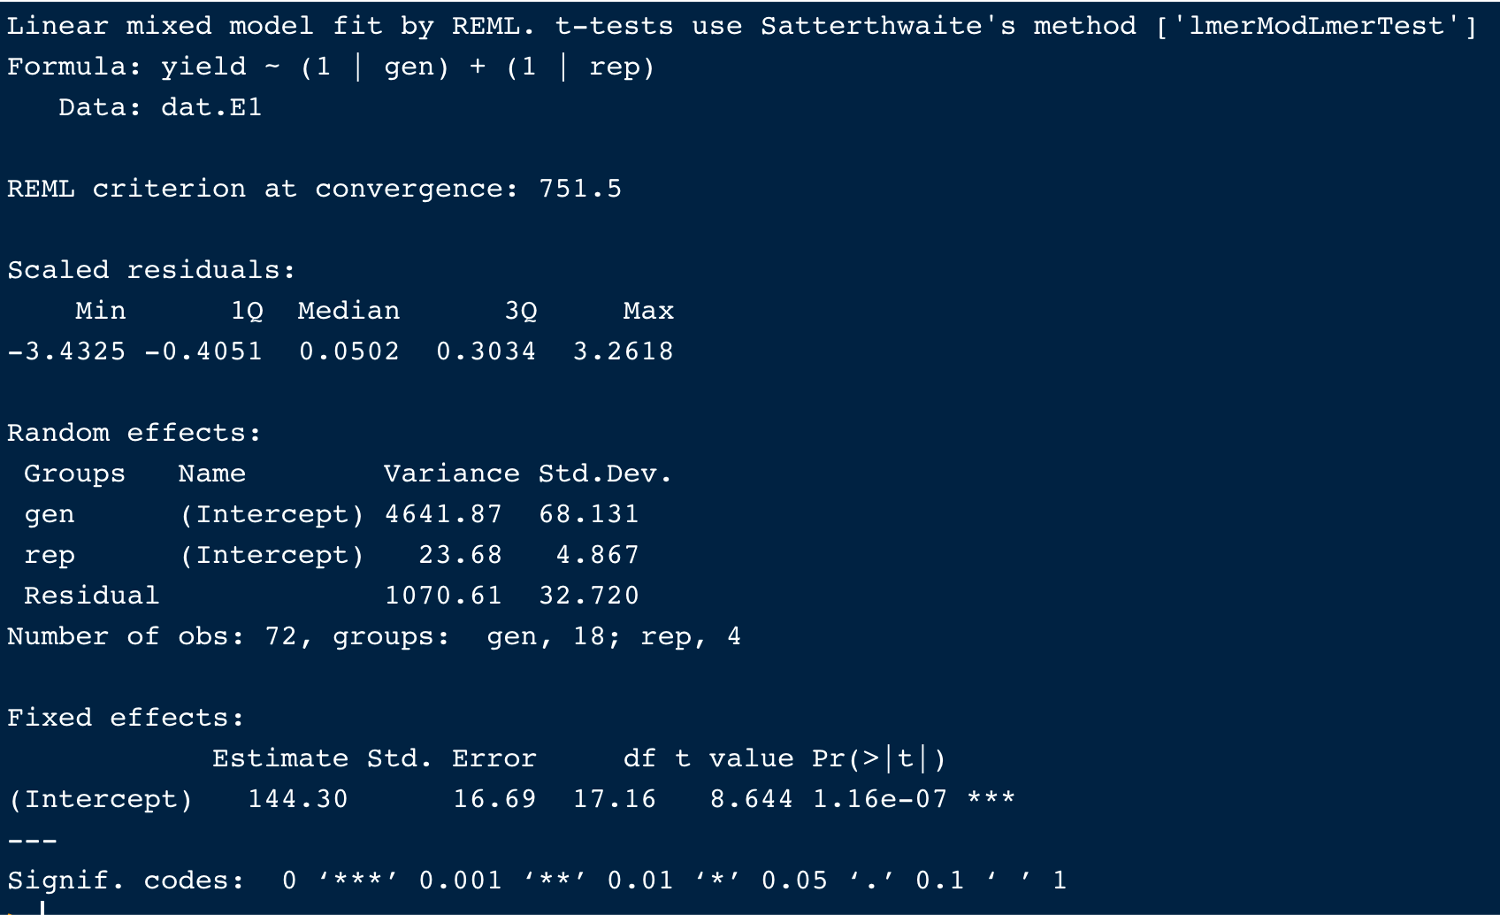 Linear mixed model fit by REML. t-tests use Satterthwaite's method ['lmerModLmerTest']
Formula: yield ~ (1 | gen) + (1 | rep)
   Data: dat.E1

REML criterion at convergence: 751.5

Scaled residuals:
    Min      1Q  Median      3Q     Max
-3.4325 -0.4051  0.0502  0.3034  3.2618

Random effects:
 Groups   Name        Variance Std.Dev.
 gen      (Intercept) 4641.87  68.131
 rep      (Intercept)   23.68   4.867
 Residual             1070.61  32.720
Number of obs: 72, groups:  gen, 18; rep, 4

Fixed effects:
            Estimate Std. Error     df t value Pr(>|t|)
(Intercept)   144.30      16.69  17.16   8.644 1.16e-07 ***
---
Signif. codes:  0 ‘***’ 0.001 ‘**’ 0.01 ‘*’ 0.05 ‘.’ 0.1 ‘ ’ 1